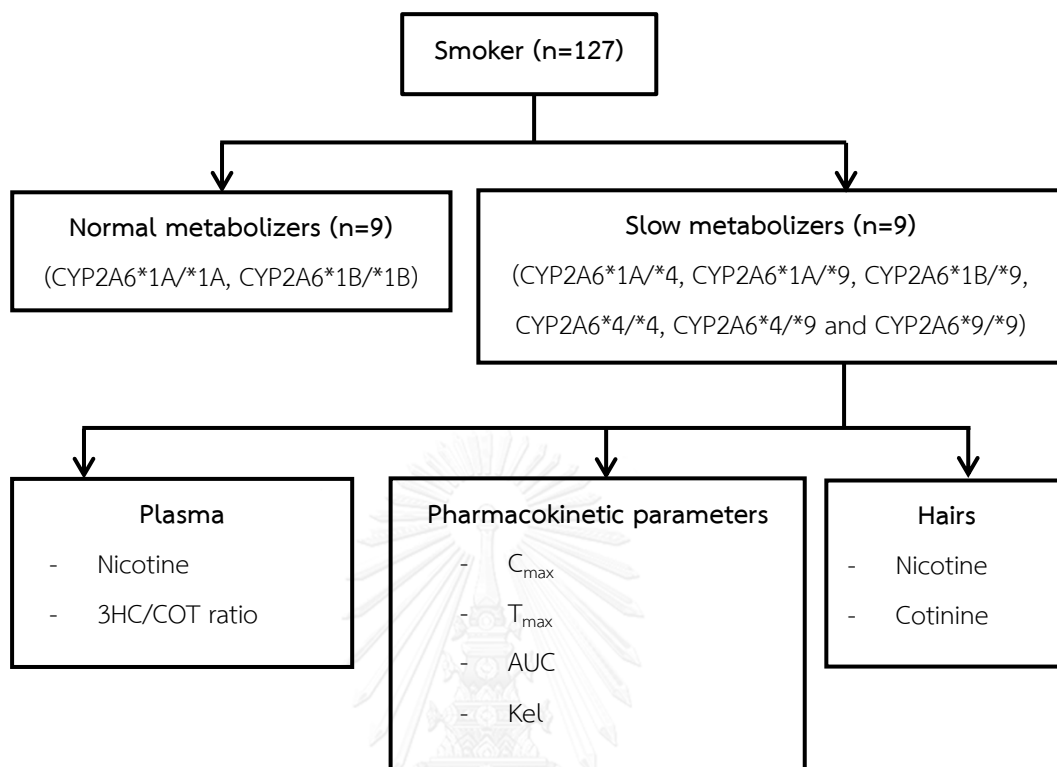 Smoker (n=127)
Normal metabolizers (n=9)
(CYP2A6*1A/*1A, CYP2A6*1B/*1B)
Slow metabolizers (n=9)
(CYP2A6*1A/*4, CYP2A6*1A/*9, CYP2A6*1B/*9,
CYP2A6*4/*4, CYP2A6*4/*9 and CYP2A6*9/*9)
Plasma
- Nicotine
- 3HC/COT ratio
Pharmacokinetic parameters
- Cmax
- Tmax
- AUC
- Kel
Hairs
- Nicotine
- Cotinine